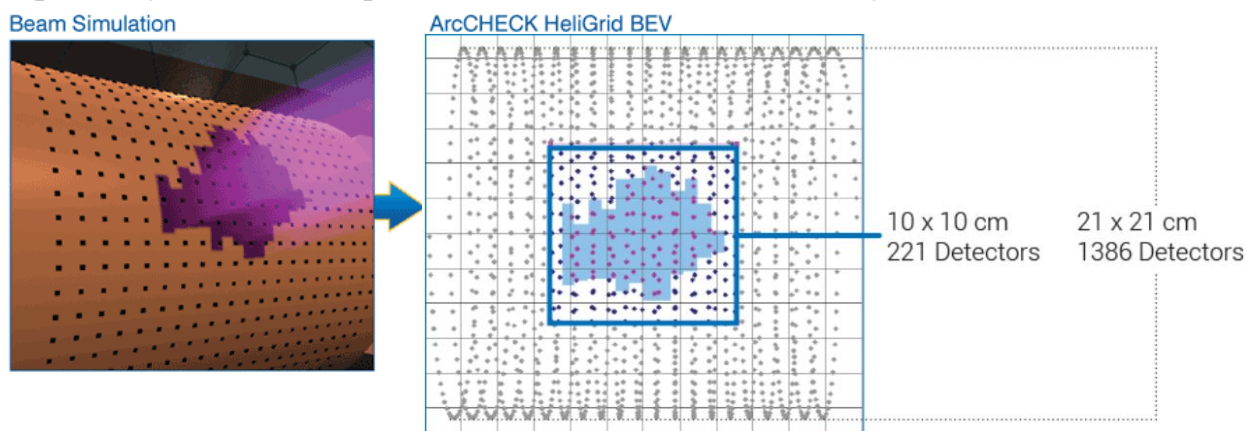 Beam Simulation
ArcCHECK HeliGrid BEV
10 x 10 cm
221 Detectors
21 x 21 cm
1386 Detectors